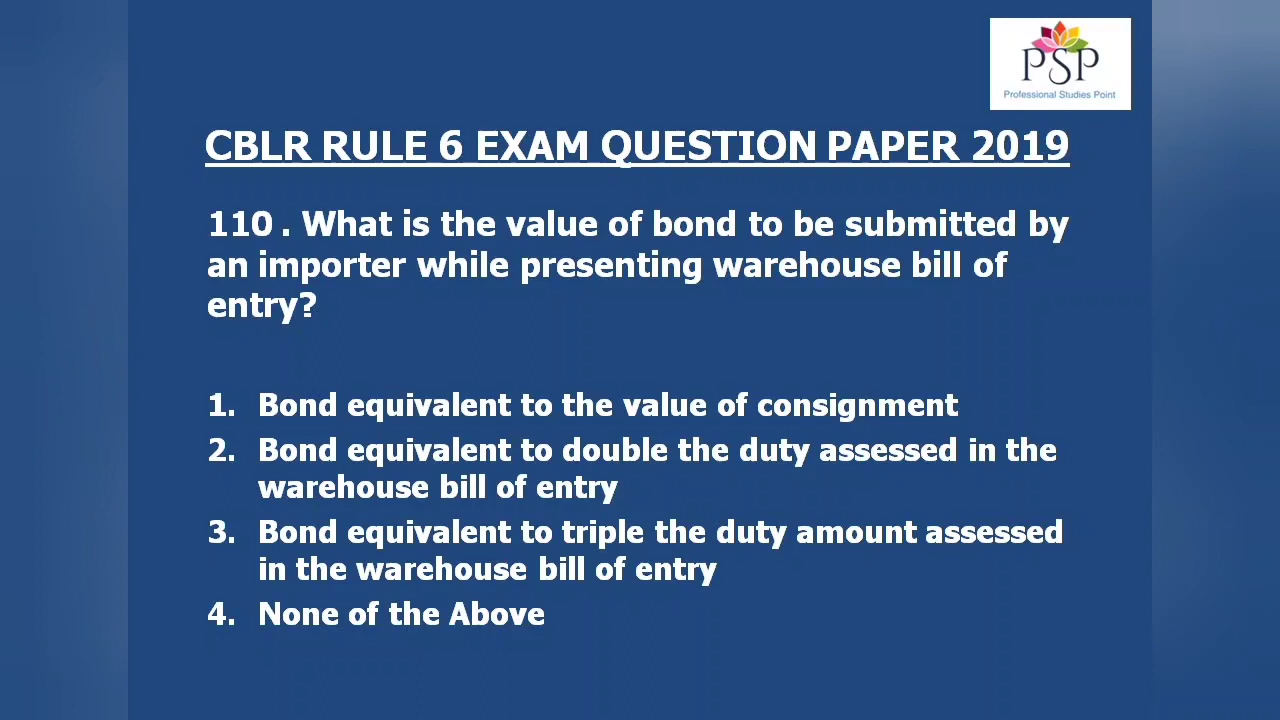 PSP
Professional Studies Point
CBLR RULE 6 EXAM QUESTION PAPER 2019
110 . What is the value of bond to be submitted by
an importer while presenting warehouse bill of
entry?
1. Bond equivalent to the value of consignment
2. Bond equivalent to double the duty assessed in the
warehouse bill of entry
3. Bond equivalent to triple the duty amount assessed
in the warehouse bill of entry
4. None of the Above